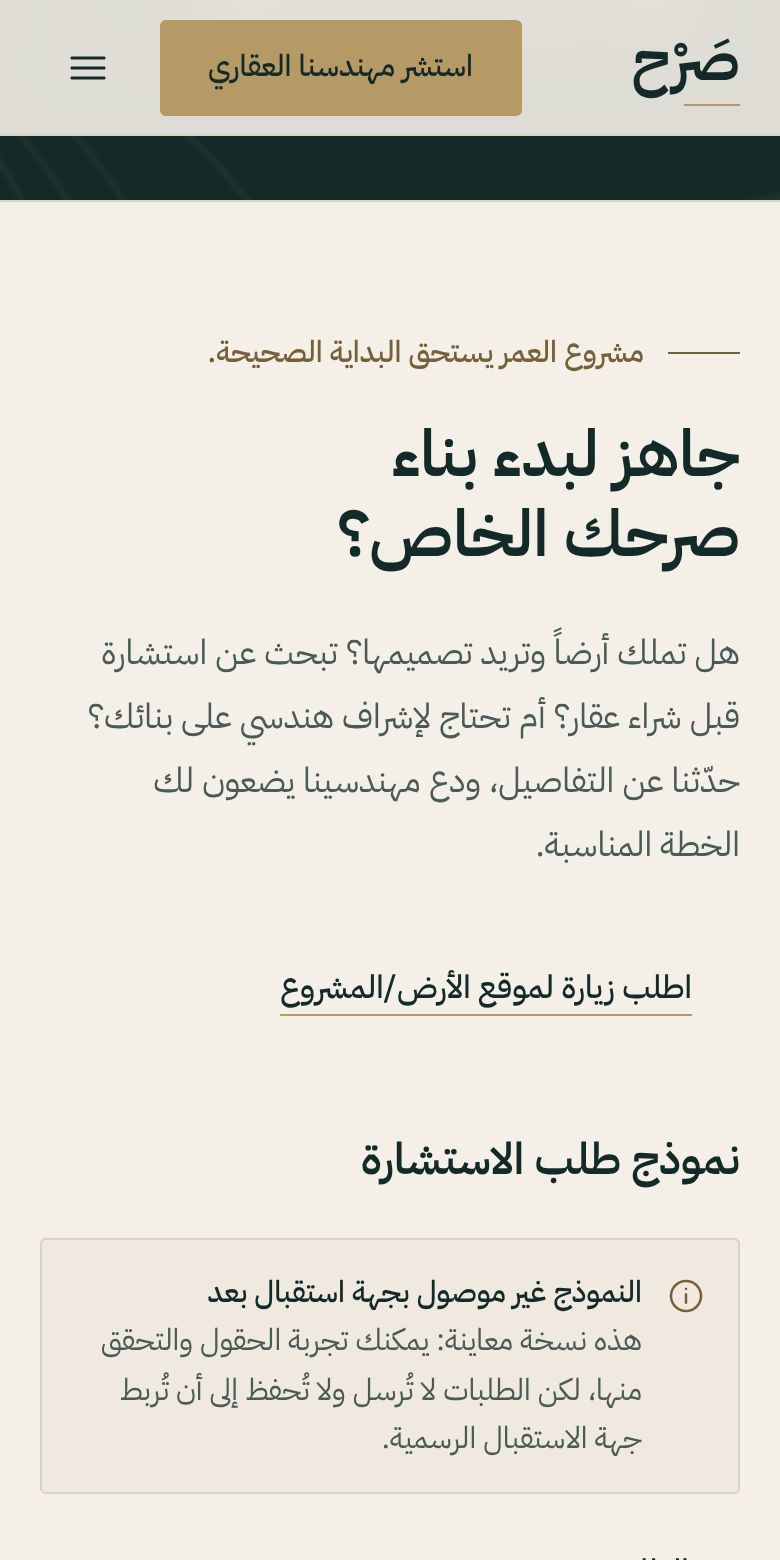 صَرْح
استشر مهندسنا العقاري
مشروع العمر يستحق البداية الصحيحة.
جاهز لبدء بناء
صرحك الخاص؟
هل تملك أرضاً وتريد تصميمها؟ تبحث عن استشارة
قبل شراء عقار؟ أم تحتاج لإشراف هندسي على بنائك؟
حدّثنا عن التفاصيل، ودع مهندسينا يضعون لك
الخطة المناسبة.
اطلب زيارة لموقع الأرض/المشروع
نموذج طلب الاستشارة
النموذج غير موصول بجهة استقبال بعد
هذه نسخة معاينة: يمكنك تجربة الحقول والتحقق
منها، لكن الطلبات لا تُرسل ولا تُحفظ إلى أن تُربط
جهة الاستقبال الرسمية.